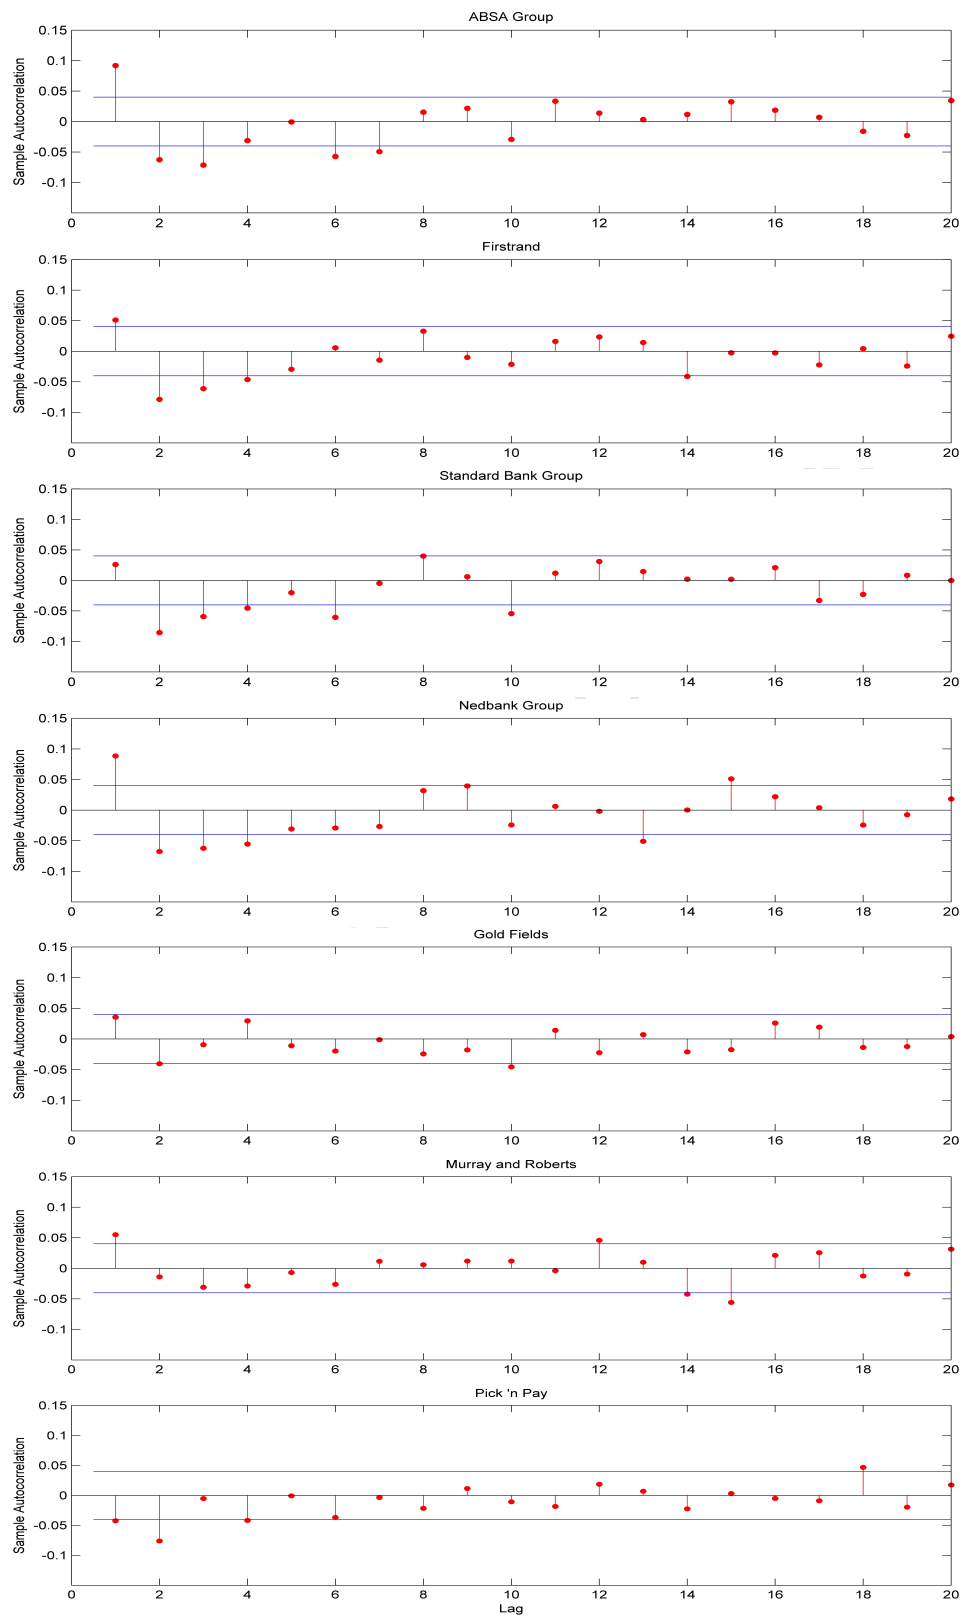 ABSA Group
0.15
0.1
0.05
0
-0.05
-0.1
Sample Autocorrelation
0 2 4 6 8 10 12 14 16 18 20
Firstrand
0.15
0.1
0.05
0
-0.05
-0.1
Sample Autocorrelation
0 2 4 6 8 10 12 14 16 18 20
Standard Bank Group
0.15
0.1
0.05
0
-0.05
-0.1
Sample Autocorrelation
0 2 4 6 8 10 12 14 16 18 20
Nedbank Group
0.15
0.1
0.05
0
-0.05
-0.1
Sample Autocorrelation
0 2 4 6 8 10 12 14 16 18 20
Gold Fields
0.15
0.1
0.05
0
-0.05
-0.1
Sample Autocorrelation
0 2 4 6 8 10 12 14 16 18 20
Murray and Roberts
0.15
0.1
0.05
0
-0.05
-0.1
Sample Autocorrelation
0 2 4 6 8 10 12 14 16 18 20
Pick 'n Pay
0.15
0.1
0.05
0
-0.05
-0.1
Sample Autocorrelation
0 2 4 6 8 10 12 14 16 18 20
Lag